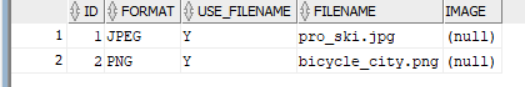 ID FORMAT USE_FILENAME FILENAME IMAGE
1 1 JPEG Y pro_ski.jpg (null)
2 2 PNG Y bicycle_city.png (null)